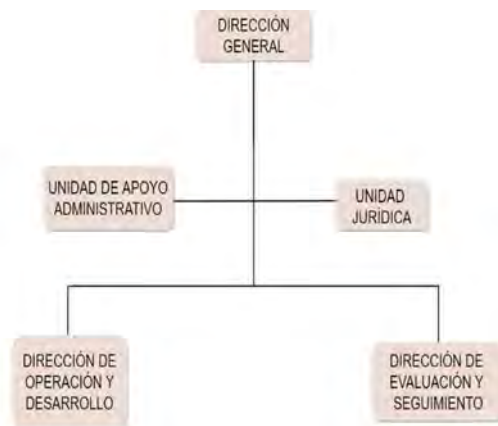 DIRECCIÓN
GENERAL
UNIDAD DE APOYO
ADMINISTRATIVO
UNIDAD
JURÍDICA
DIRECCIÓN DE
OPERACIÓN Y
DESARROLLO
DIRECCIÓN DE
EVALUACIÓN Y
SEGUIMIENTO